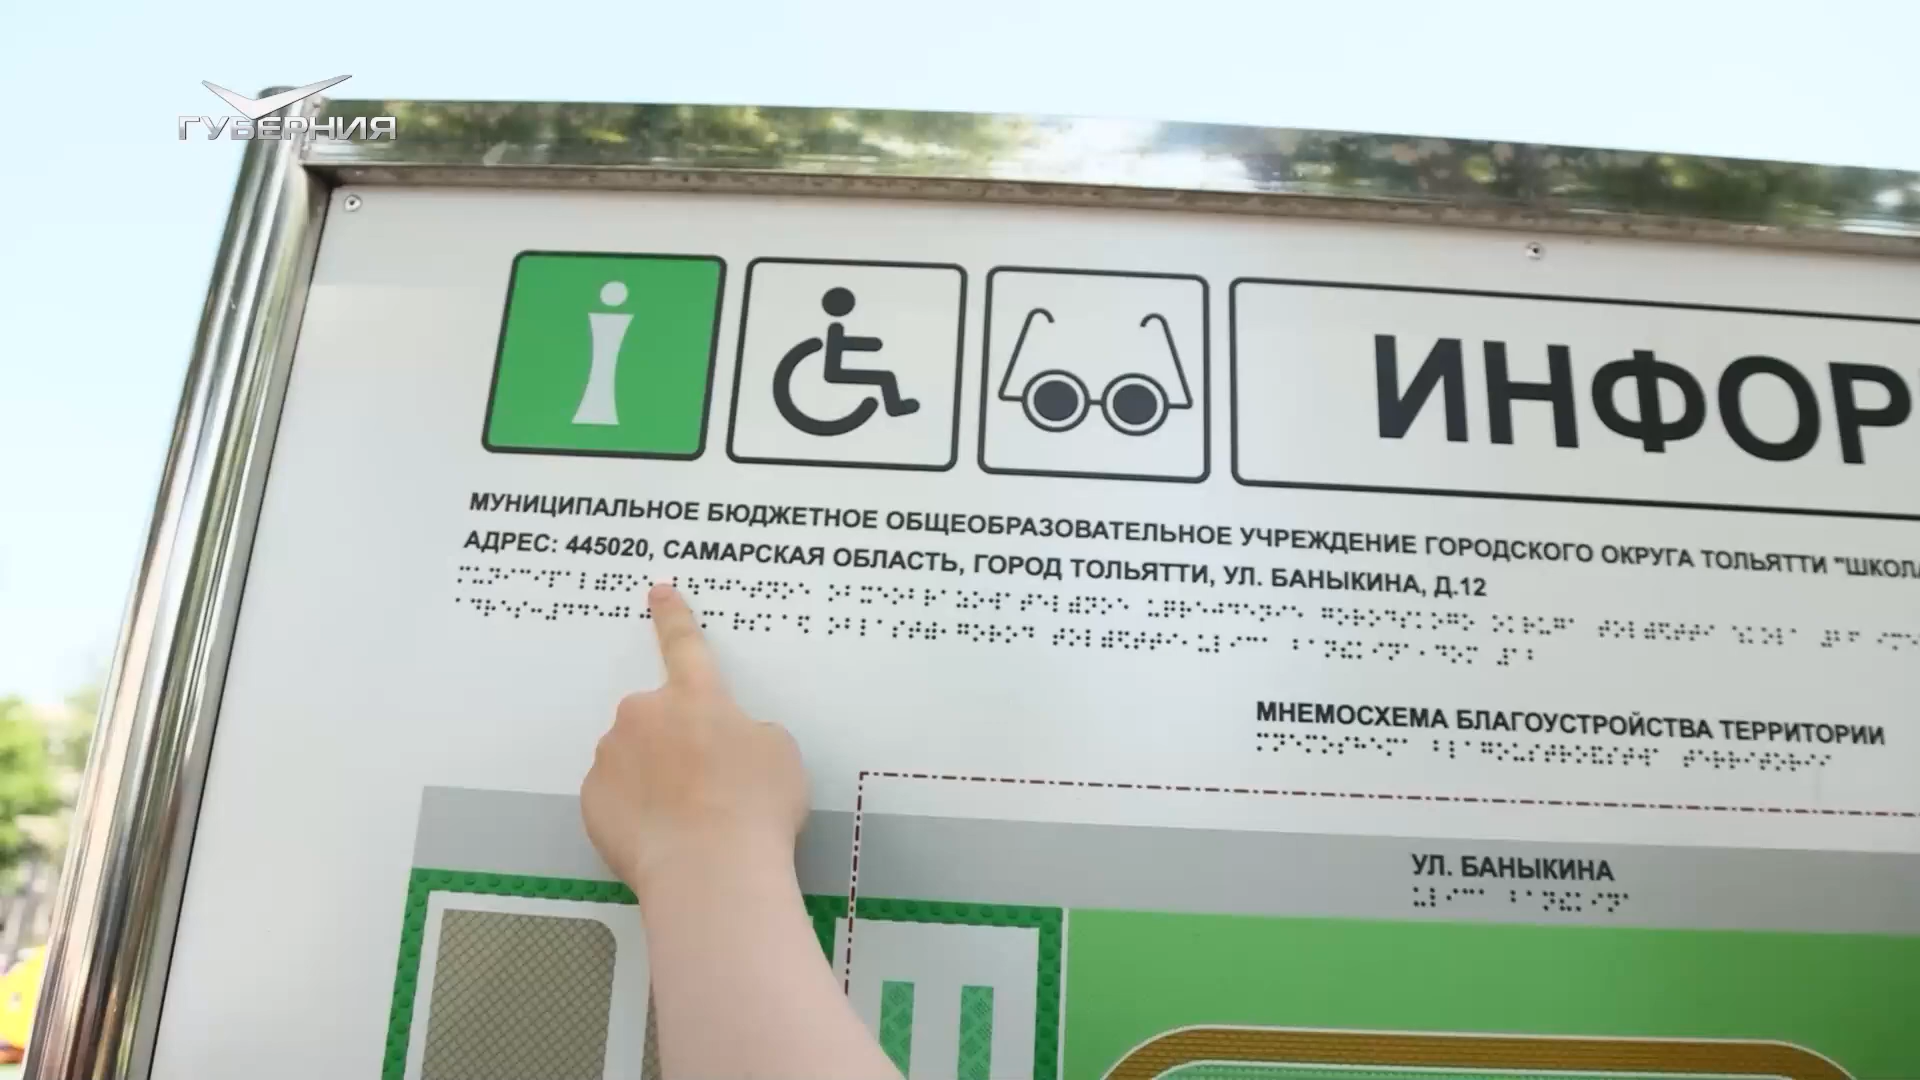 ГУБЕРНИЯ
i
ИНФОР
МУНИЦИПАЛЬНОЕ БЮДЖЕТНОЕ ОБЩЕОБРАЗОВАТЕЛЬНОЕ УЧРЕЖДЕНИЕ ГОРОДСКОГО ОКРУГА ТОЛЬЯТТИ "ШКОЛА
АДРЕС: 445020, САМАРСКАЯ ОБЛАСТЬ, ГОРОД ТОЛЬЯТТИ, УЛ. БАНЫКИНА, Д.12
МНЕМОСХЕМА БЛАГОУСТРОЙСТВА ТЕРРИТОРИИ
УЛ. БАНЫКИНА